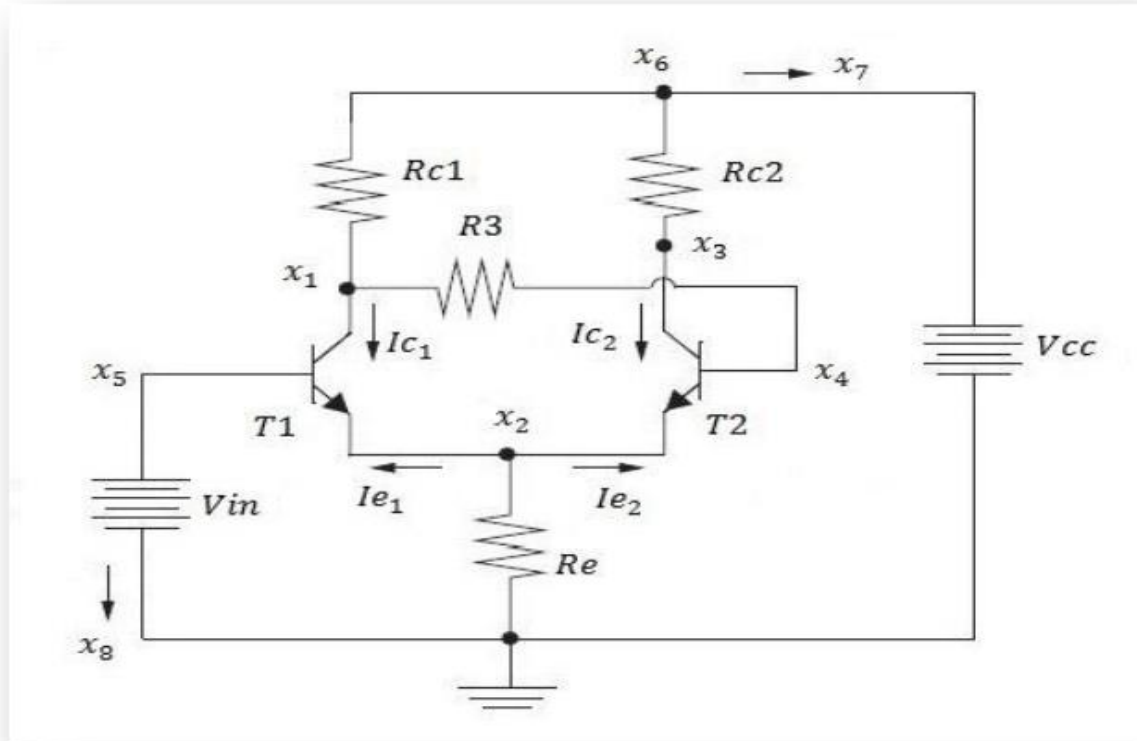 x₆
x₇
Rc1
Rc2
R3
x₃
x₁
Ic₁
Ic₂
Vcc
x₅
x₄
T1
x₂
T2
Vin
Ie₁
Ie₂
Re
x₈